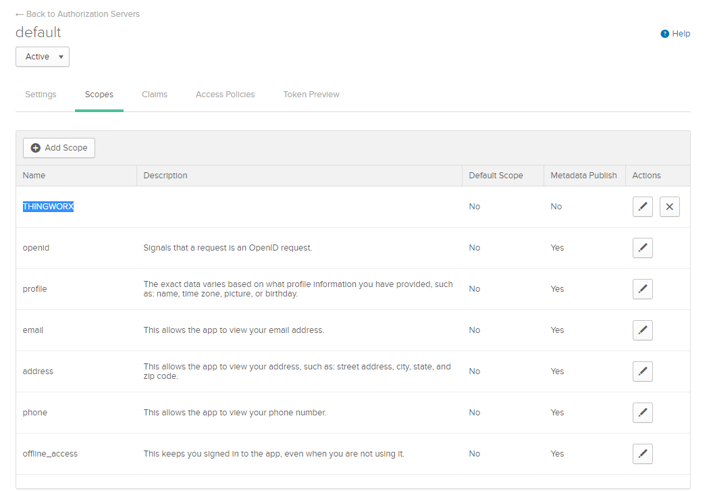 ← Back to Authorization Servers
default
Help
Active
Settings Scopes Claims Access Policies Token Preview
Add Scope
Name Description Default Scope Metadata Publish Actions
THINGWORX No No
openid Signals that a request is an OpenID request. No Yes
profile The exact data varies based on what profile information you have provided, such No Yes
as: name, time zone, picture, or birthday.
email This allows the app to view your email address. No Yes
address This allows the app to view your address, such as: street address, city, state, and No Yes
zip code.
phone This allows the app to view your phone number. No Yes
offline_access This keeps you signed in to the app, even when you are not using it. No Yes